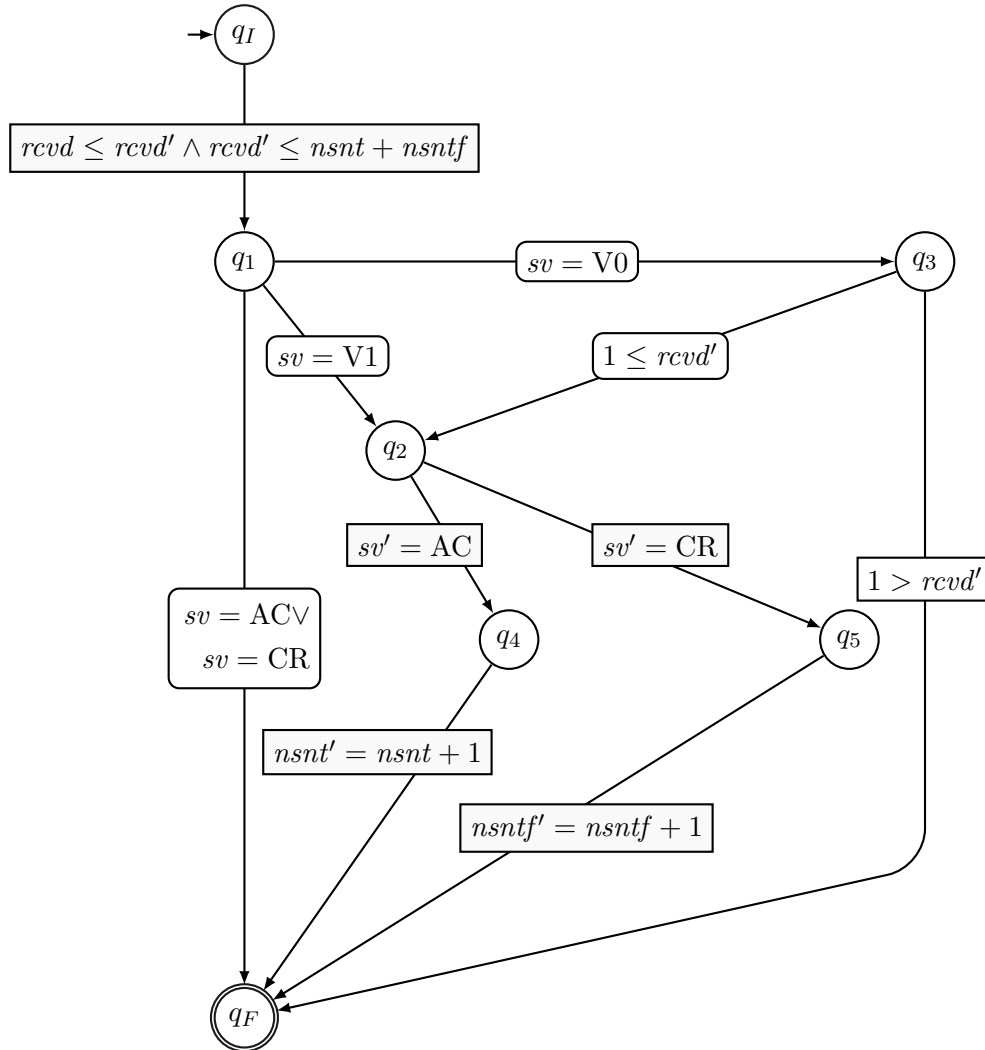 q_I
rcvd ≤ rcvd′ ∧ rcvd′ ≤ nsnt + nsntf
q_1
sv = V0
q_3
sv = V1
1 ≤ rcvd′
q_2
sv′ = AC
sv′ = CR
1 > rcvd′
sv = AC∨
sv = CR
q_4
q_5
nsnt′ = nsnt + 1
nsntf′ = nsntf + 1
q_F